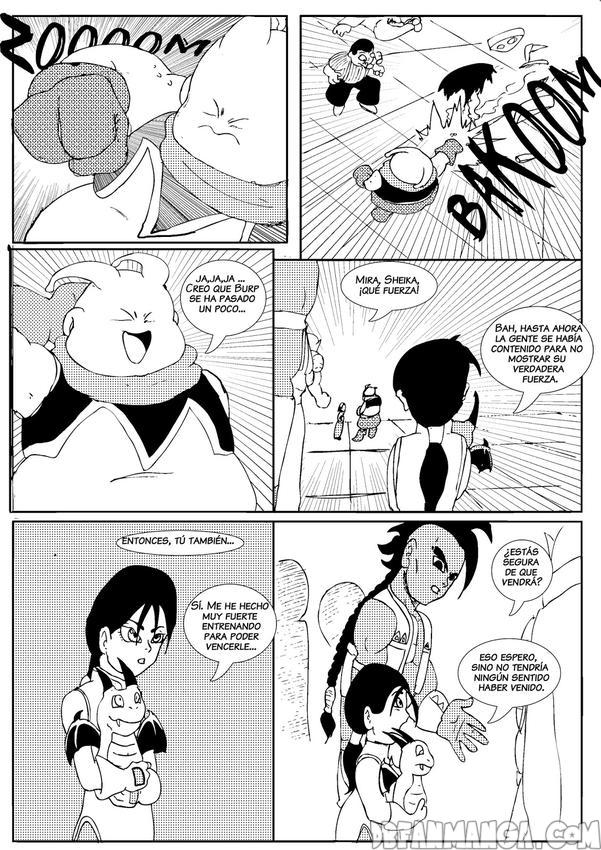 ZOOOOOM
BAKOOM
JA,JA,JA ...
CREO QUE BURP
SE HA PASADO
UN POCO...
MIRA, SHEIKA,
¡QUÉ FUERZA!
BAH, HASTA AHORA
LA GENTE SE HABÍA
CONTENIDO PARA NO
MOSTRAR SU
VERDADERA
FUERZA.
ENTONCES, TÚ TAMBIÉN...
SÍ. ME HE HECHO
MUY FUERTE
ENTRENANDO
PARA PODER
VENCERLE...
¿ESTÁS
SEGURA
DE QUE
VENDRÁ?
ESO ESPERO,
SINO NO TENDRÍA
NINGÚN SENTIDO
HABER VENIDO.
DBFANMANGA.COM